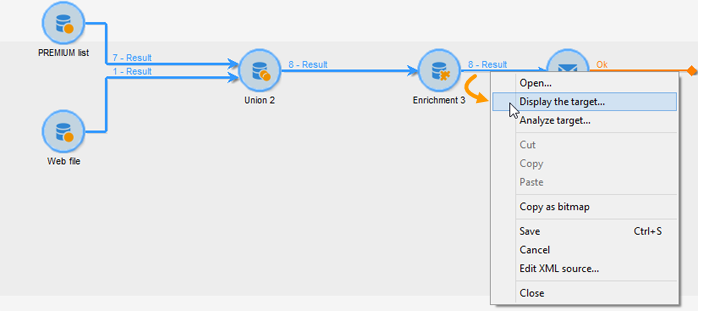 PREMIUM list
7 - Result
1 - Result
Web file
Union 2
8 - Result
Enrichment 3
8 - Result
Ok
Open...
Display the target...
Analyze target...
Cut
Copy
Paste
Copy as bitmap
Save Ctrl+S
Cancel
Edit XML source...
Close